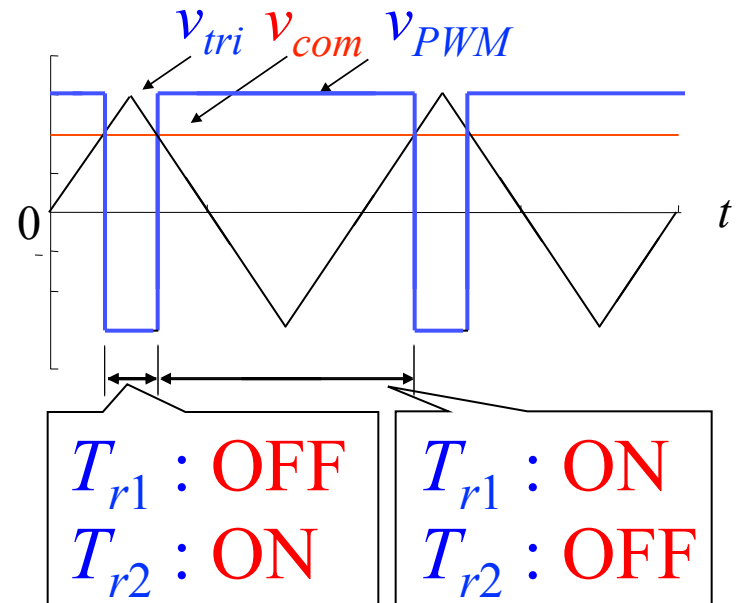 v_tri v_com v_PWM
0
t
T_r1 : OFF
T_r2 : ON
T_r1 : ON
T_r2 : OFF